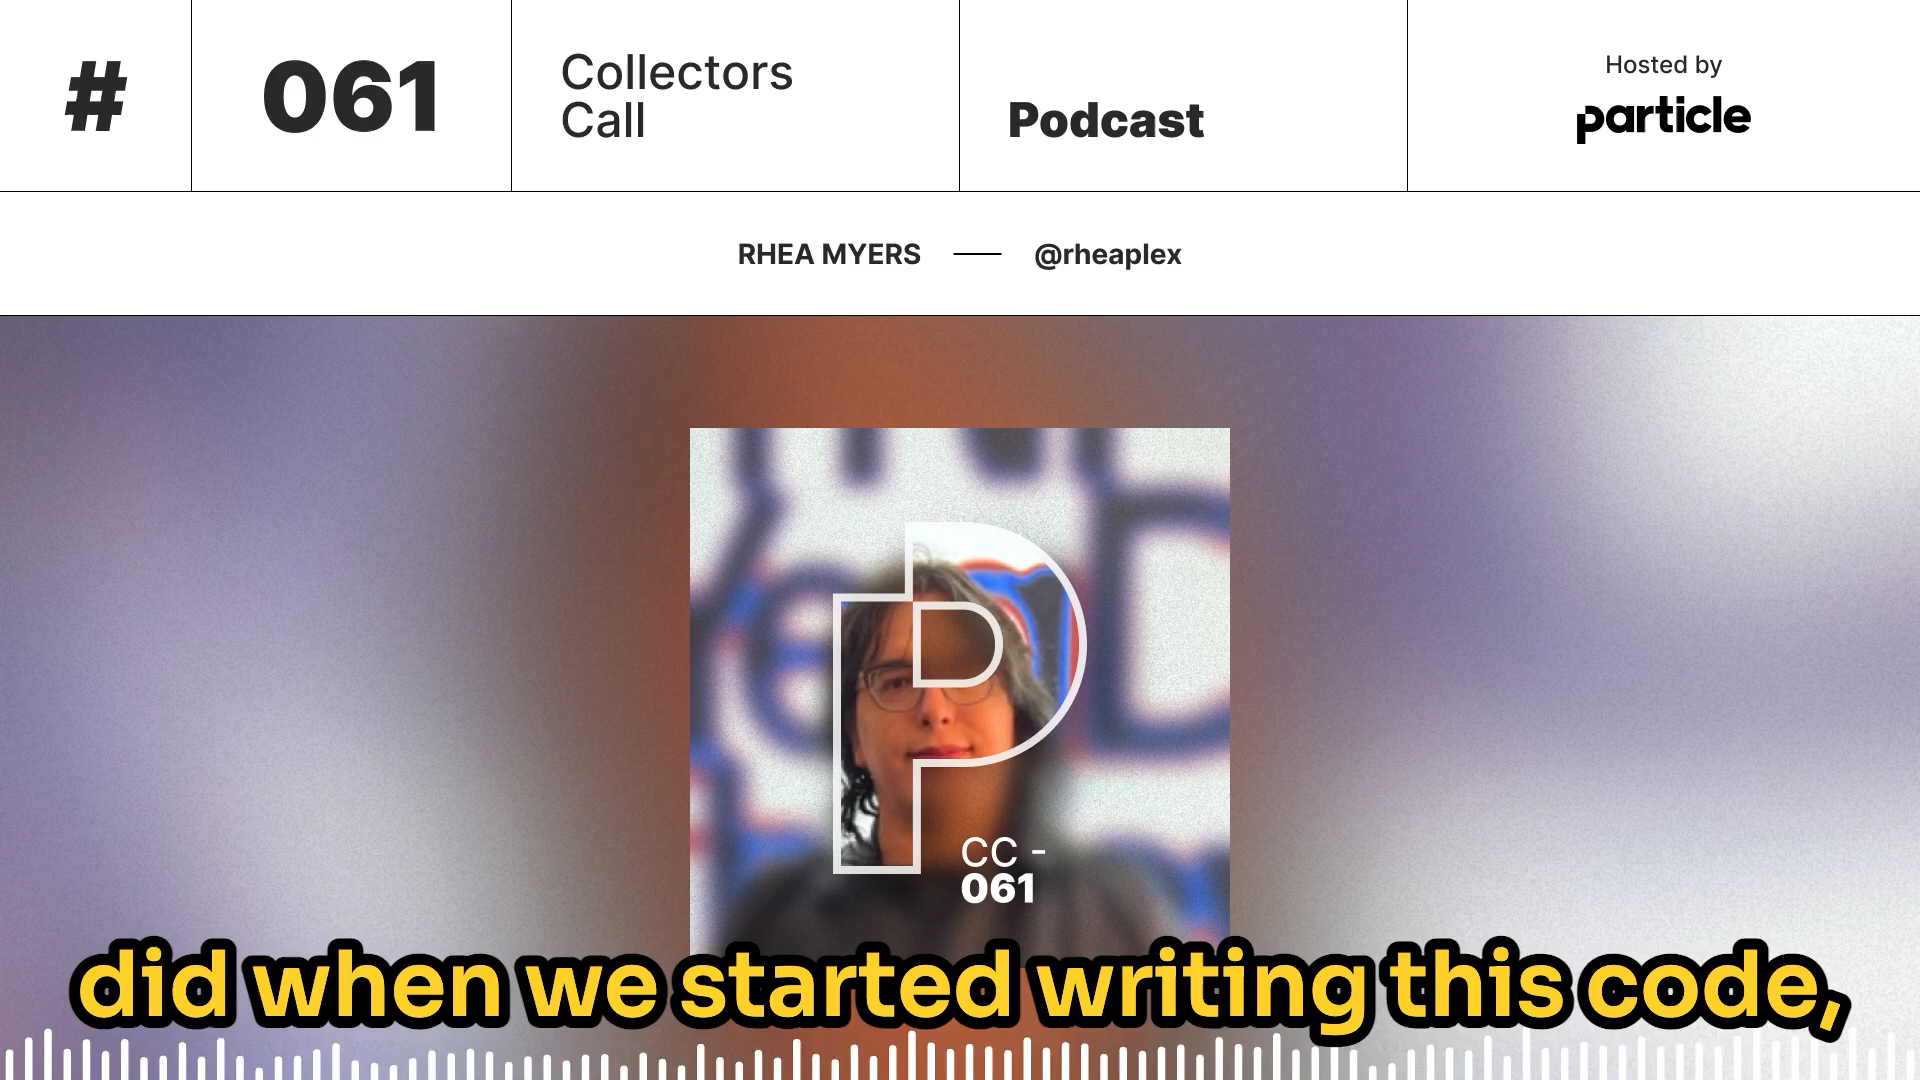 # 061 Collectors Call Podcast Hosted by particle
RHEA MYERS — @rheaplex
CC -
061
did when we started writing this code,